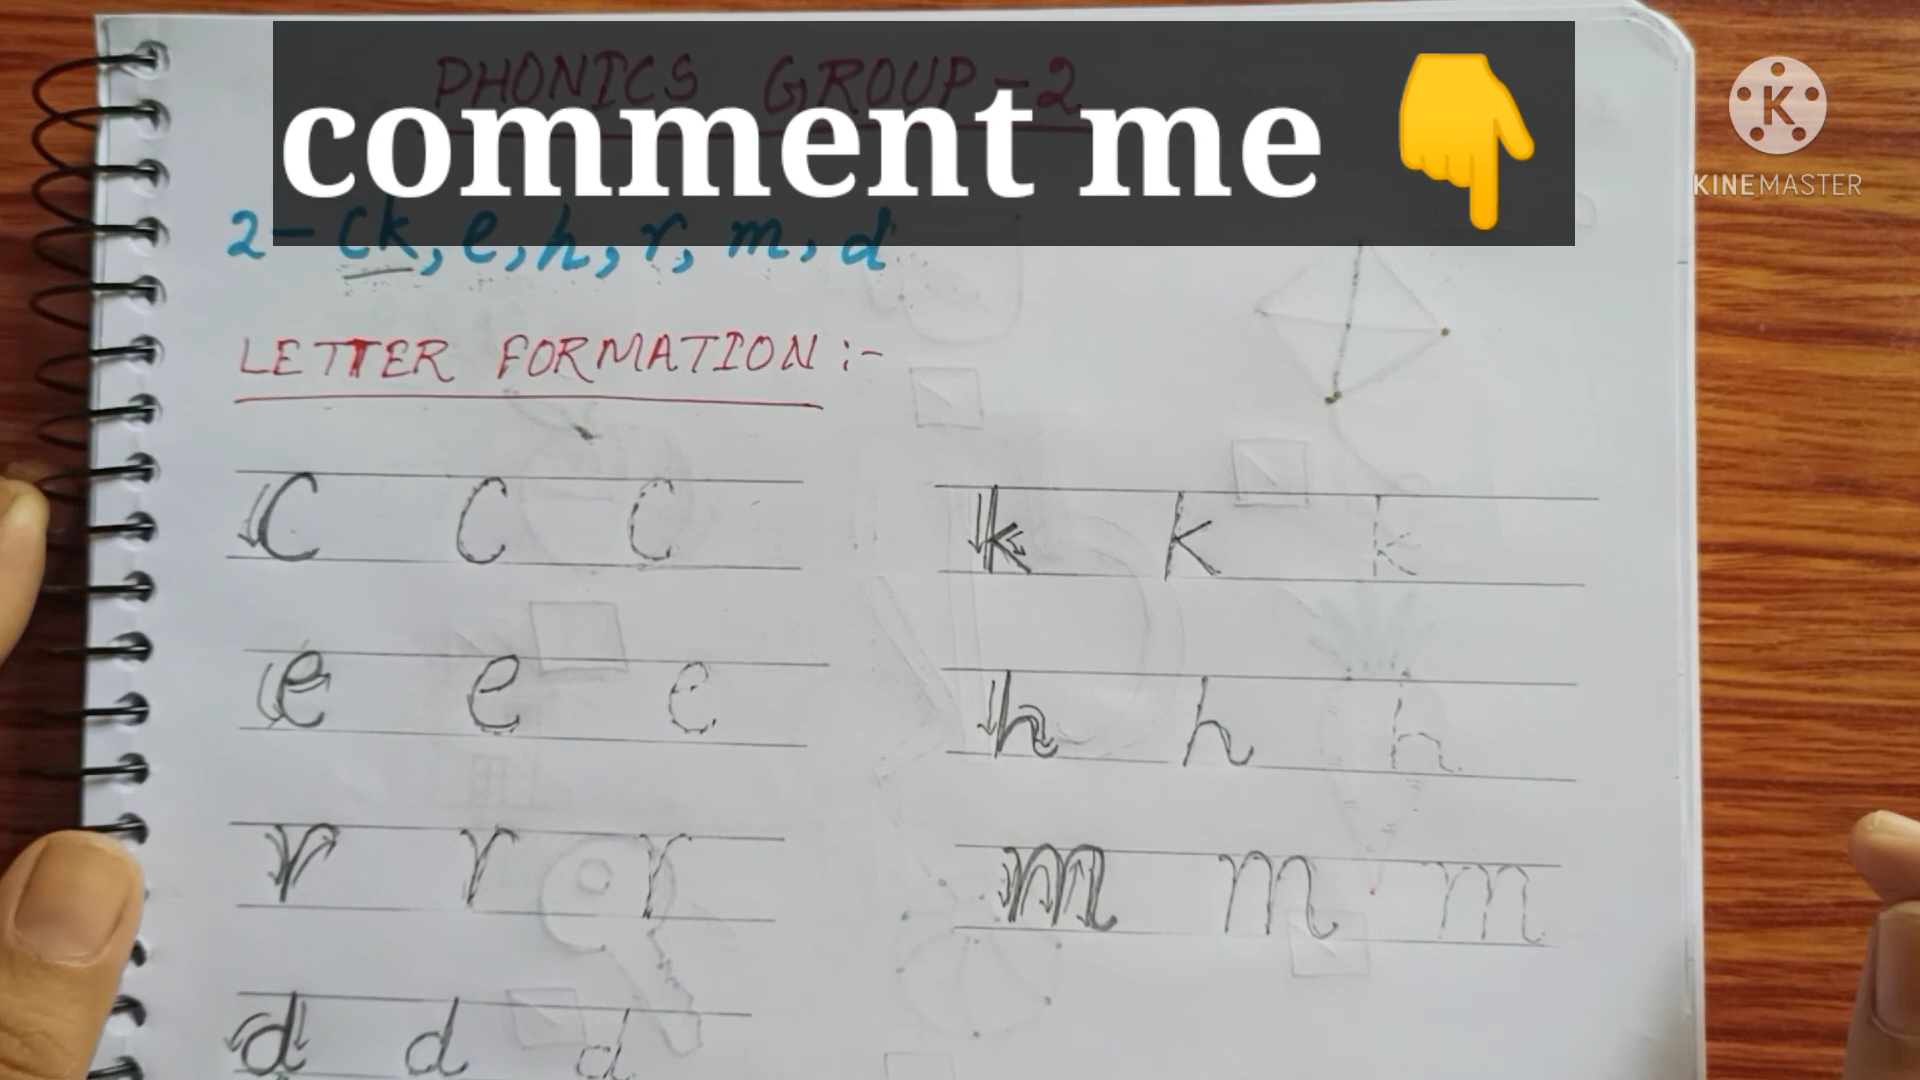 PHONICS GROUP-2
comment me 👇
KINEMASTER
2- ck, e, h, r, m, d
LETTER FORMATION :-
C C C
k k k
e e e
h h h
r r r
m m m
d d d